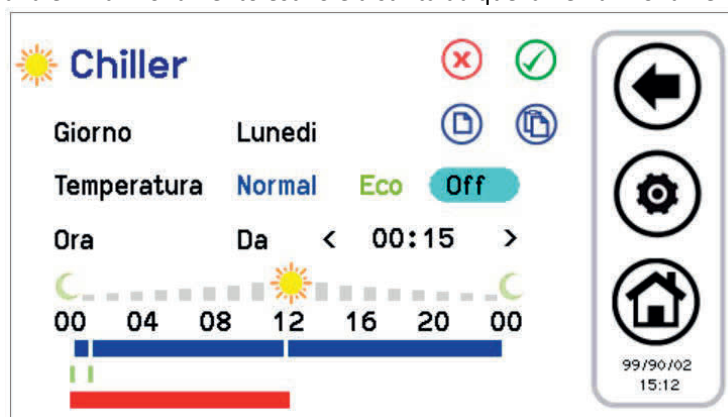 Chiller
Giorno Lunedi
Temperatura Normal Eco Off
Ora Da < 00:15 >
00 04 08 12 16 20 00
99/90/02
15:12